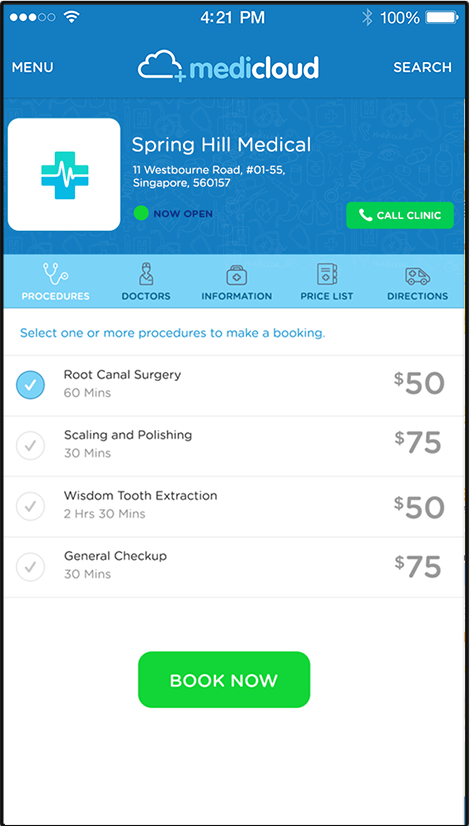 4:21 PM 100%
MENU medicloud SEARCH
Spring Hill Medical
11 Westbourne Road, #01-55,
Singapore, 560157
NOW OPEN CALL CLINIC
PROCEDURES DOCTORS INFORMATION PRICE LIST DIRECTIONS
Select one or more procedures to make a booking.
Root Canal Surgery $50
60 Mins
Scaling and Polishing $75
30 Mins
Wisdom Tooth Extraction $50
2 Hrs 30 Mins
General Checkup $75
30 Mins
BOOK NOW